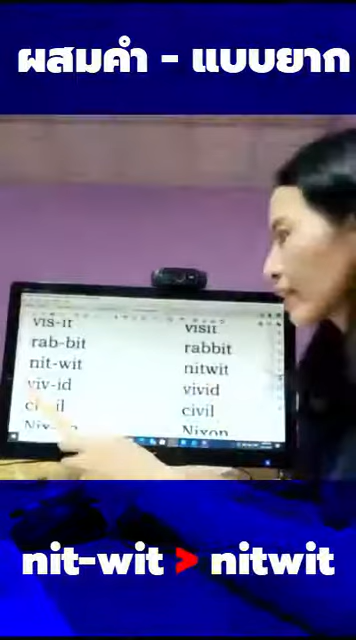 ผสมคำ - แบบยาก
vis-it visit
rab-bit rabbit
nit-wit nitwit
viv-id vivid
civil
Nixon
nit-wit > nitwit